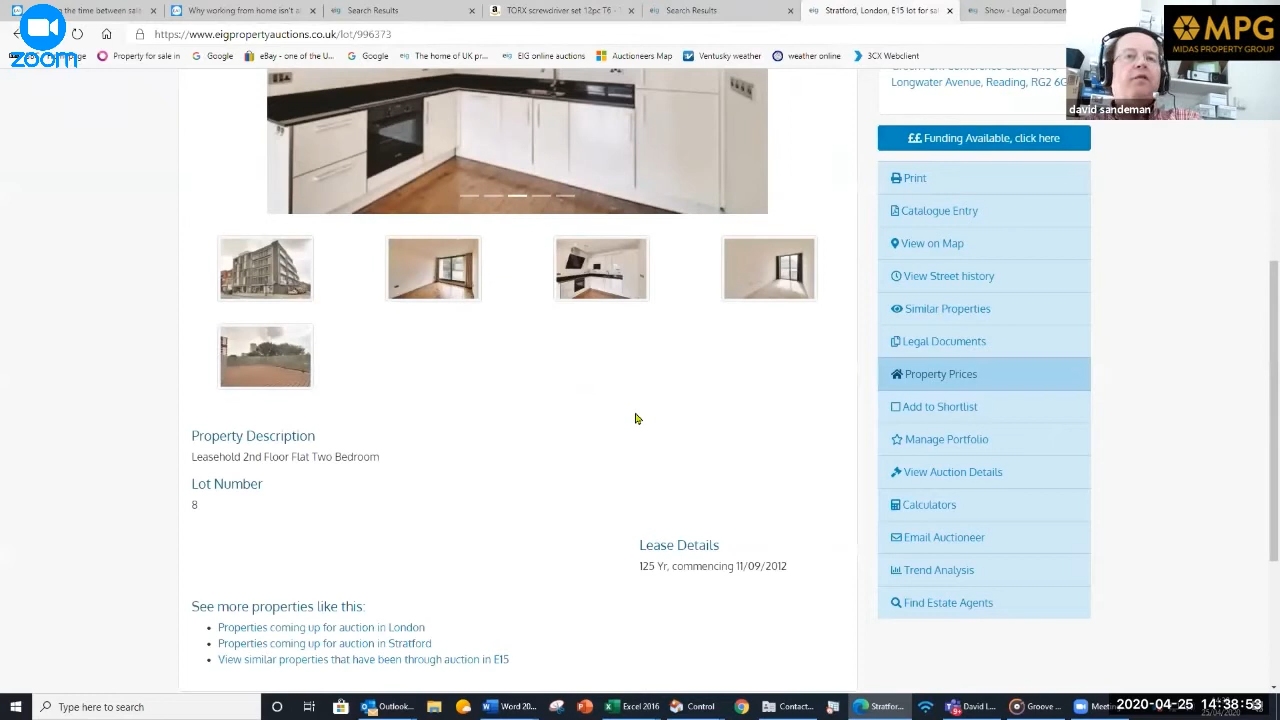 Amazon
Working from home isn't a
Search Results
TORX screwdriver set 12pc T6 -
Search Results
Stratford, London, E15 lot for sa
Show - Legal Documen
https://www.eigpropertyauctions.co.uk/lot/996373
zoom
Property for sale in
Google
eBay - one of the U
Google
The home of Lo
EIG online auctions
Auctioneers Map
Ventusky weather
online weather
3CX Webclient
MPG
MIDAS PROPERTY GROUP
david sandeman
Longwater Avenue, Reading, RG2 6G
££ Funding Available, click here
Print
Catalogue Entry
View on Map
View Street history
Similar Properties
Legal Documents
Property Prices
Add to Shortlist
Manage Portfolio
View Auction Details
Calculators
Email Auctioneer
Trend Analysis
Find Estate Agents
Property Description
Leasehold 2nd Floor Flat Two Bedroom
Lot Number
8
Lease Details
125 Yr, commencing 11/09/2012
See more properties like this:
Properties coming up for auction in London
Properties coming up for auction in Stratford
View similar properties that have been through auction in E15
Type here to search
Outlook...
Word 20...
Excel 2016
Control
Contact...
Stratfor...
David L...
Groove ...
Meeting
2020-04-25 14:38:53